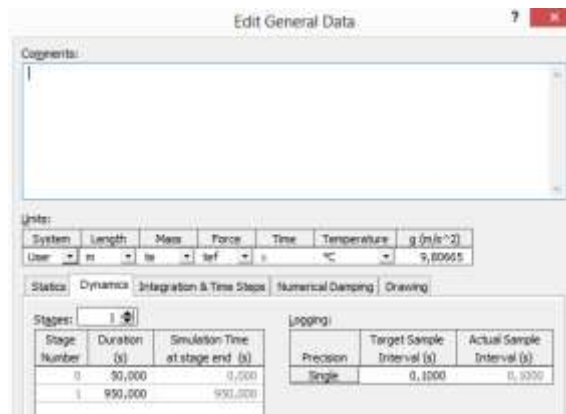 Edit General Data ?
Comments:
Units:
System Length Mass Force Time Temperature g (m/s^2)
User m te tef s °C 9,80665
Statics Dynamics Integration & Time Steps Numerical Damping Drawing
Stages: 1
Logging:
Stage Number Duration (s) Simulation Time at stage end (s)
Precision Target Sample Interval (s) Actual Sample Interval (s)
0 50,000 0,000
Single 0,1000 0,1000
1 950,000 950,000